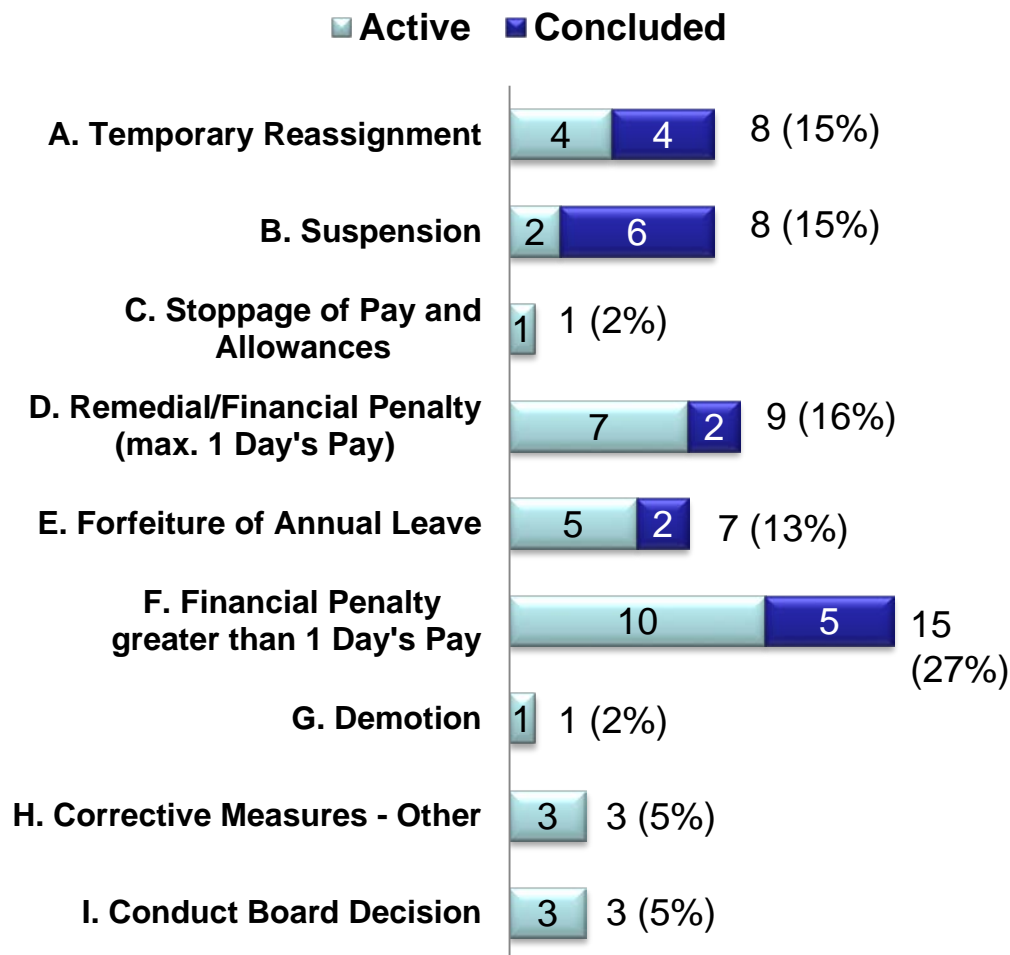 Active Concluded
A. Temporary Reassignment 4 4 8 (15%)
B. Suspension 2 6 8 (15%)
C. Stoppage of Pay and
Allowances 1 1 (2%)
D. Remedial/Financial Penalty
(max. 1 Day's Pay) 7 2 9 (16%)
E. Forfeiture of Annual Leave 5 2 7 (13%)
F. Financial Penalty
greater than 1 Day's Pay 10 5 15
(27%)
G. Demotion 1 1 (2%)
H. Corrective Measures - Other 3 3 (5%)
I. Conduct Board Decision 3 3 (5%)